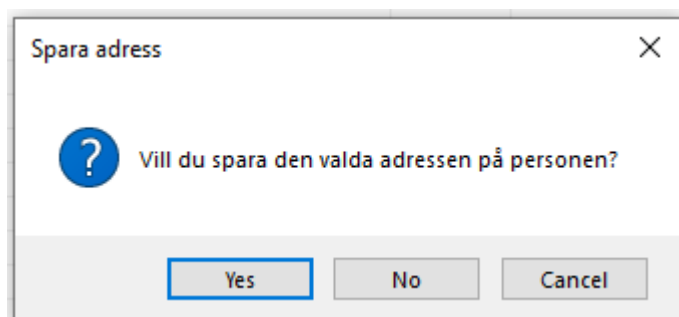 Spara adress
?
Vill du spara den valda adressen på personen?
Yes No Cancel